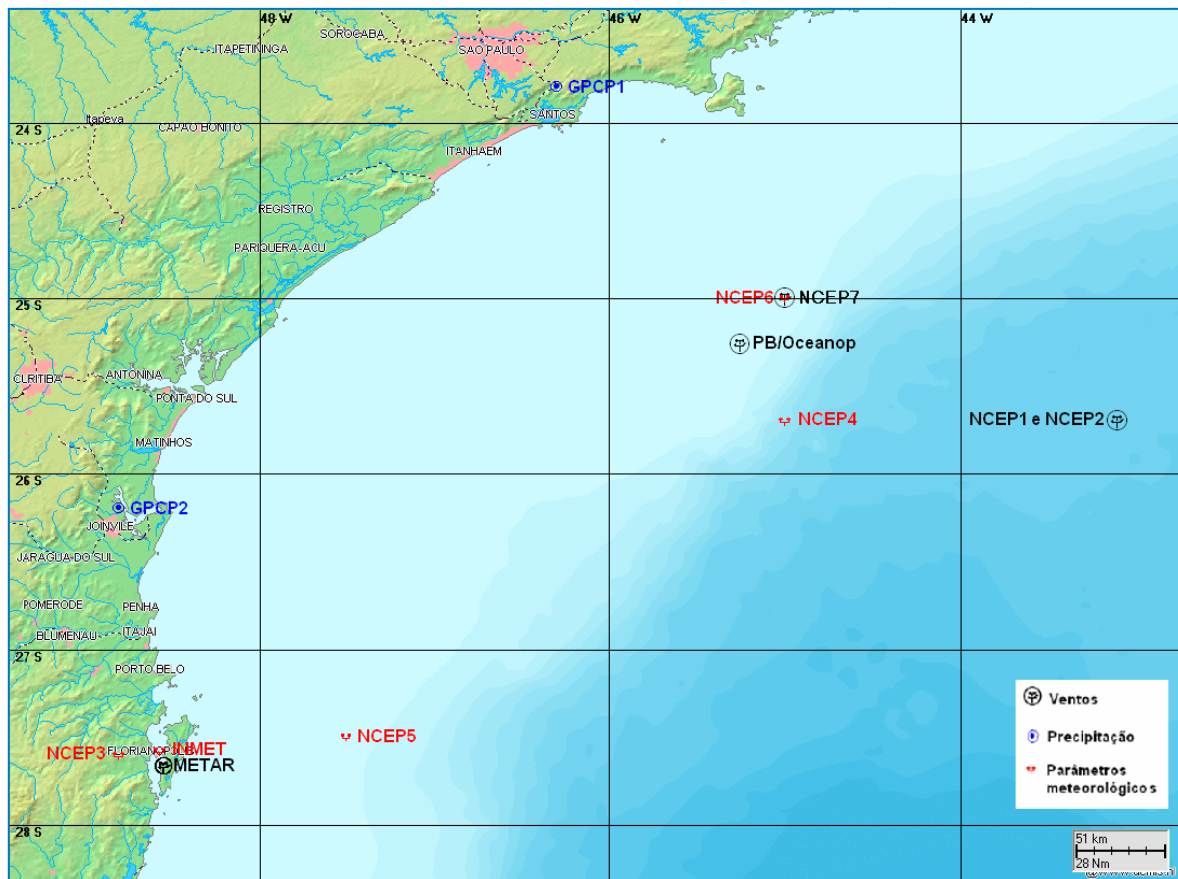 48 W
46 W
44 W
SOROCABA
ITAPETININGA
SAO PAULO
GPCP1
SANTOS
Itapeva
CAPAO BONITO
24 S
ITANHAEM
REGISTRO
PARIQUERA-ACU
25 S
NCEP6
NCEP7
PB/Oceanop
CURITIBA
ANTONINA
PONTA DO SUL
NCEP4
NCEP1 e NCEP2
MATINHOS
26 S
GPCP2
JOINVILE
JARAGUA DO SUL
POMERODE
PENHA
BLUMENAU
ITAJAI
27 S
PORTO BELO
NCEP5
NCEP3
INMET
METAR
Ventos
Precipitação
Parâmetros
meteorológicos
28 S
51 km
28 Nm